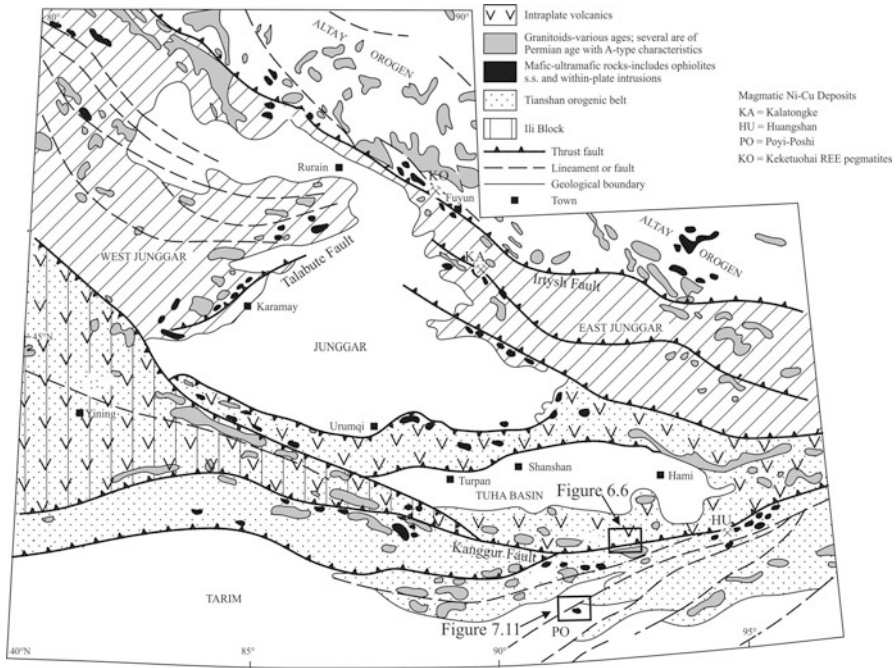 80°
90°
ALTAY
OROGEN
Intraplate volcanics
Granitoids-various ages; several are of
Permian age with A-type characteristics
Mafic-ultramafic rocks-includes ophiolites
s.s. and within-plate intrusions
Tianshan orogenic belt
Ili Block
Thrust fault
Lineament or fault
Geological boundary
Town
Magmatic Ni-Cu Deposits
KA = Kalatongke
HU = Huangshan
PO = Poyi-Poshi
KO = Keketuohai REE pegmatites
Rurain
KO
Fuyun
ALTAY
OROGEN
WEST JUNGGAR
Talabute Fault
KA
Irtysh Fault
Karamay
EAST JUNGGAR
45°N
JUNGGAR
Yining
Urumqi
Turpan
Shanshan
Hami
TUHA BASIN
Figure 6.6
HU
Kanggur Fault
TARIM
Figure 7.11
PO
40°N
85°
90°
95°